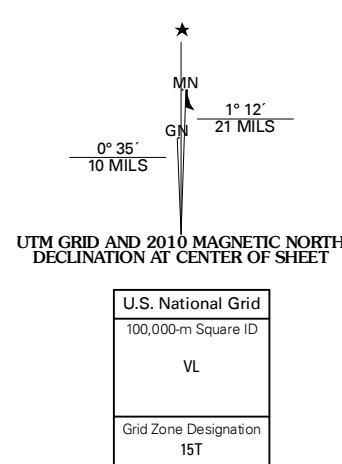 ★
MN
1° 12´
21 MILS
GN
0° 35´
10 MILS
UTM GRID AND 2010 MAGNETIC NORTH
DECLINATION AT CENTER OF SHEET
U.S. National Grid
100,000-m Square ID
VL
Grid Zone Designation
15T